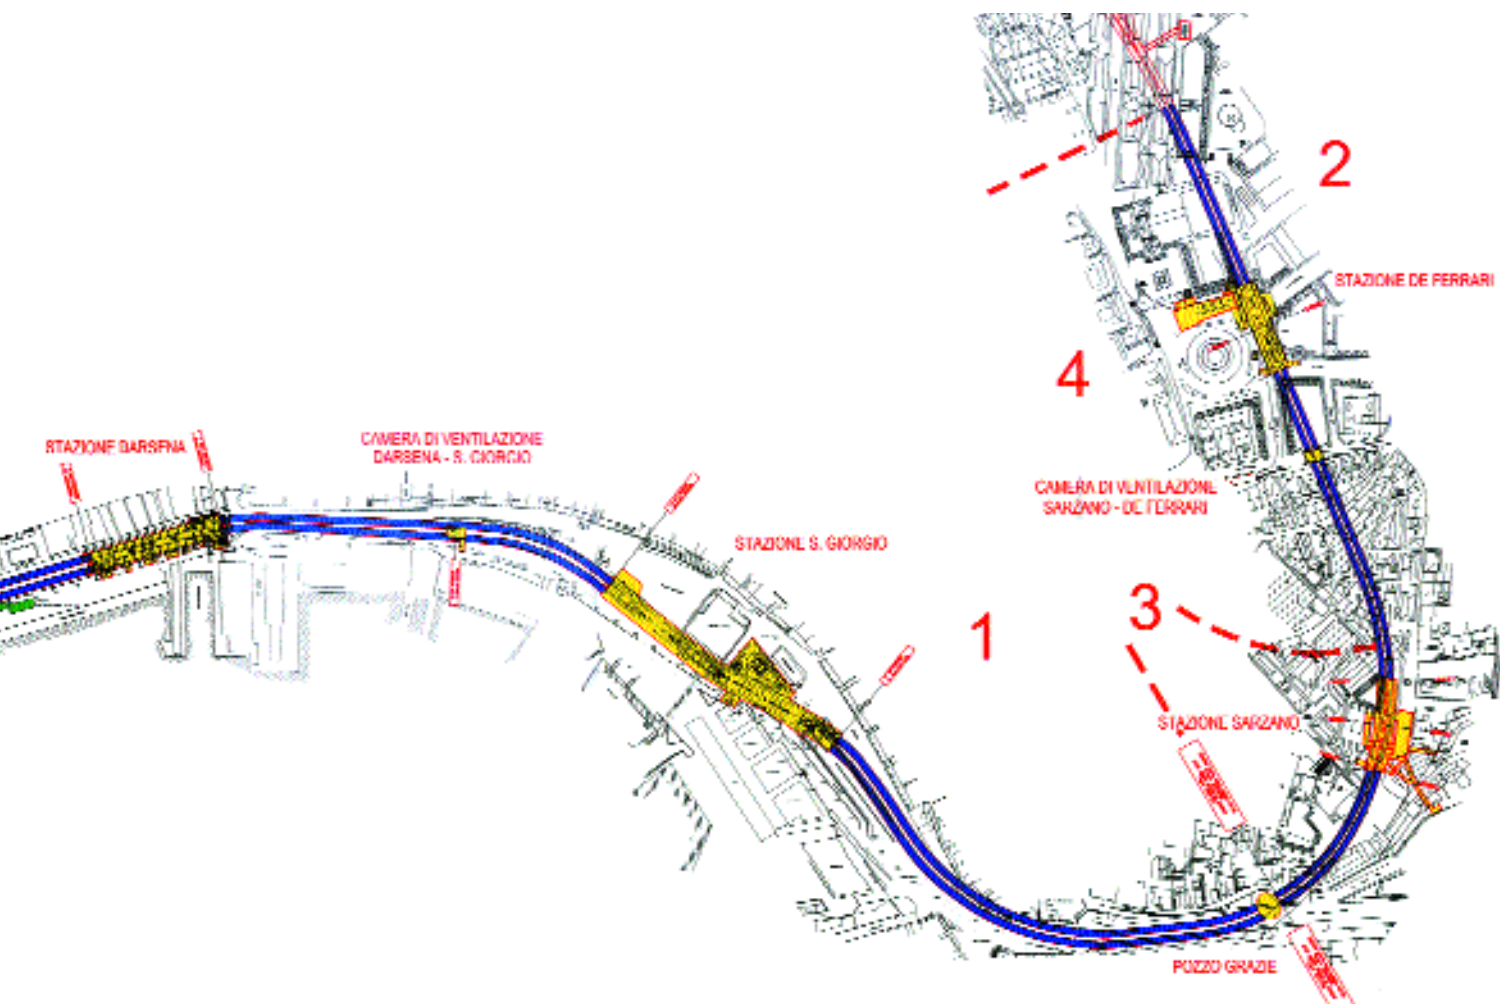 2
STAZIONE DE FERRARI
4
STAZIONE DARSENA
CAMERA DI VENTILAZIONE
DARSENA - S. GIORGIO
CAMERA DI VENTILAZIONE
SARZANO - DE FERRARI
STAZIONE S. GIORGIO
3
1
STAZIONE SARZANO
POZZO GRAZIE